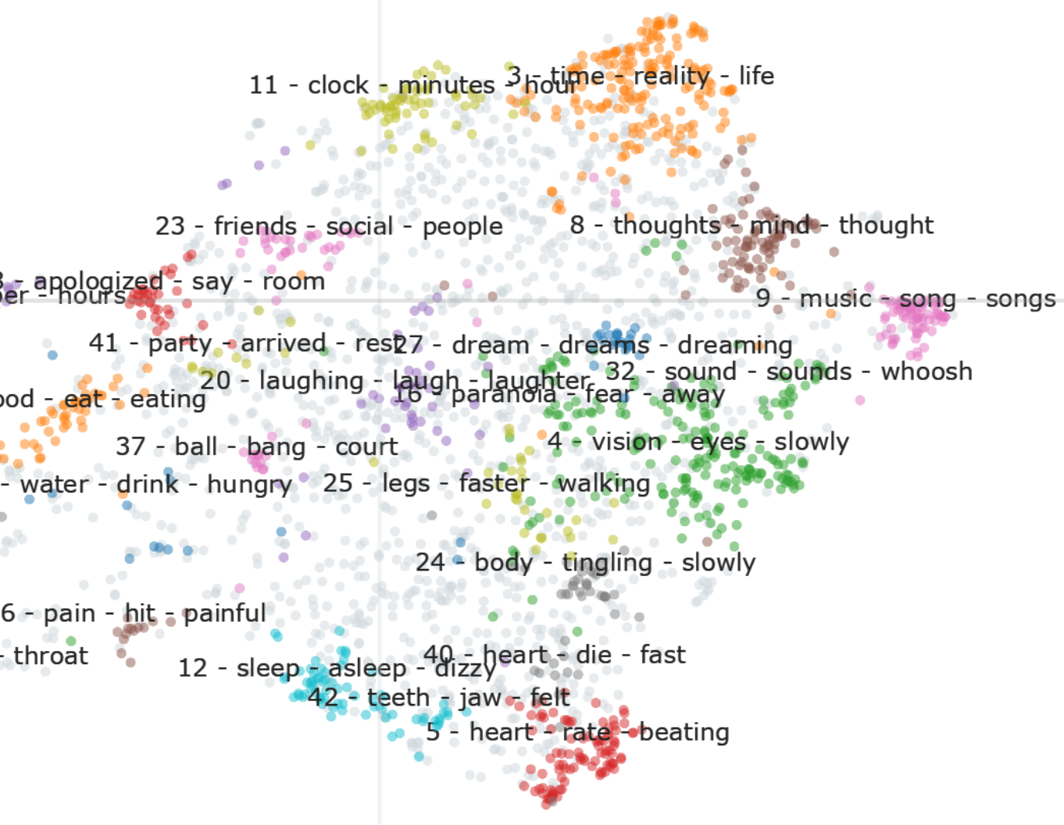 3 - time - reality - life
11 - clock - minutes - hour
23 - friends - social - people
8 - thoughts - mind - thought
- apologized - say - room
- hours
9 - music - song - songs
41 - party - arrived - rest
27 - dream - dreams - dreaming
32 - sound - sounds - whoosh
20 - laughing - laugh - laughter
16 - paranoia - fear - away
- eat - eating
4 - vision - eyes - slowly
37 - ball - bang - court
- water - drink - hungry
25 - legs - faster - walking
24 - body - tingling - slowly
6 - pain - hit - painful
- throat
40 - heart - die - fast
12 - sleep - asleep - dizzy
42 - teeth - jaw - felt
5 - heart - rate - beating